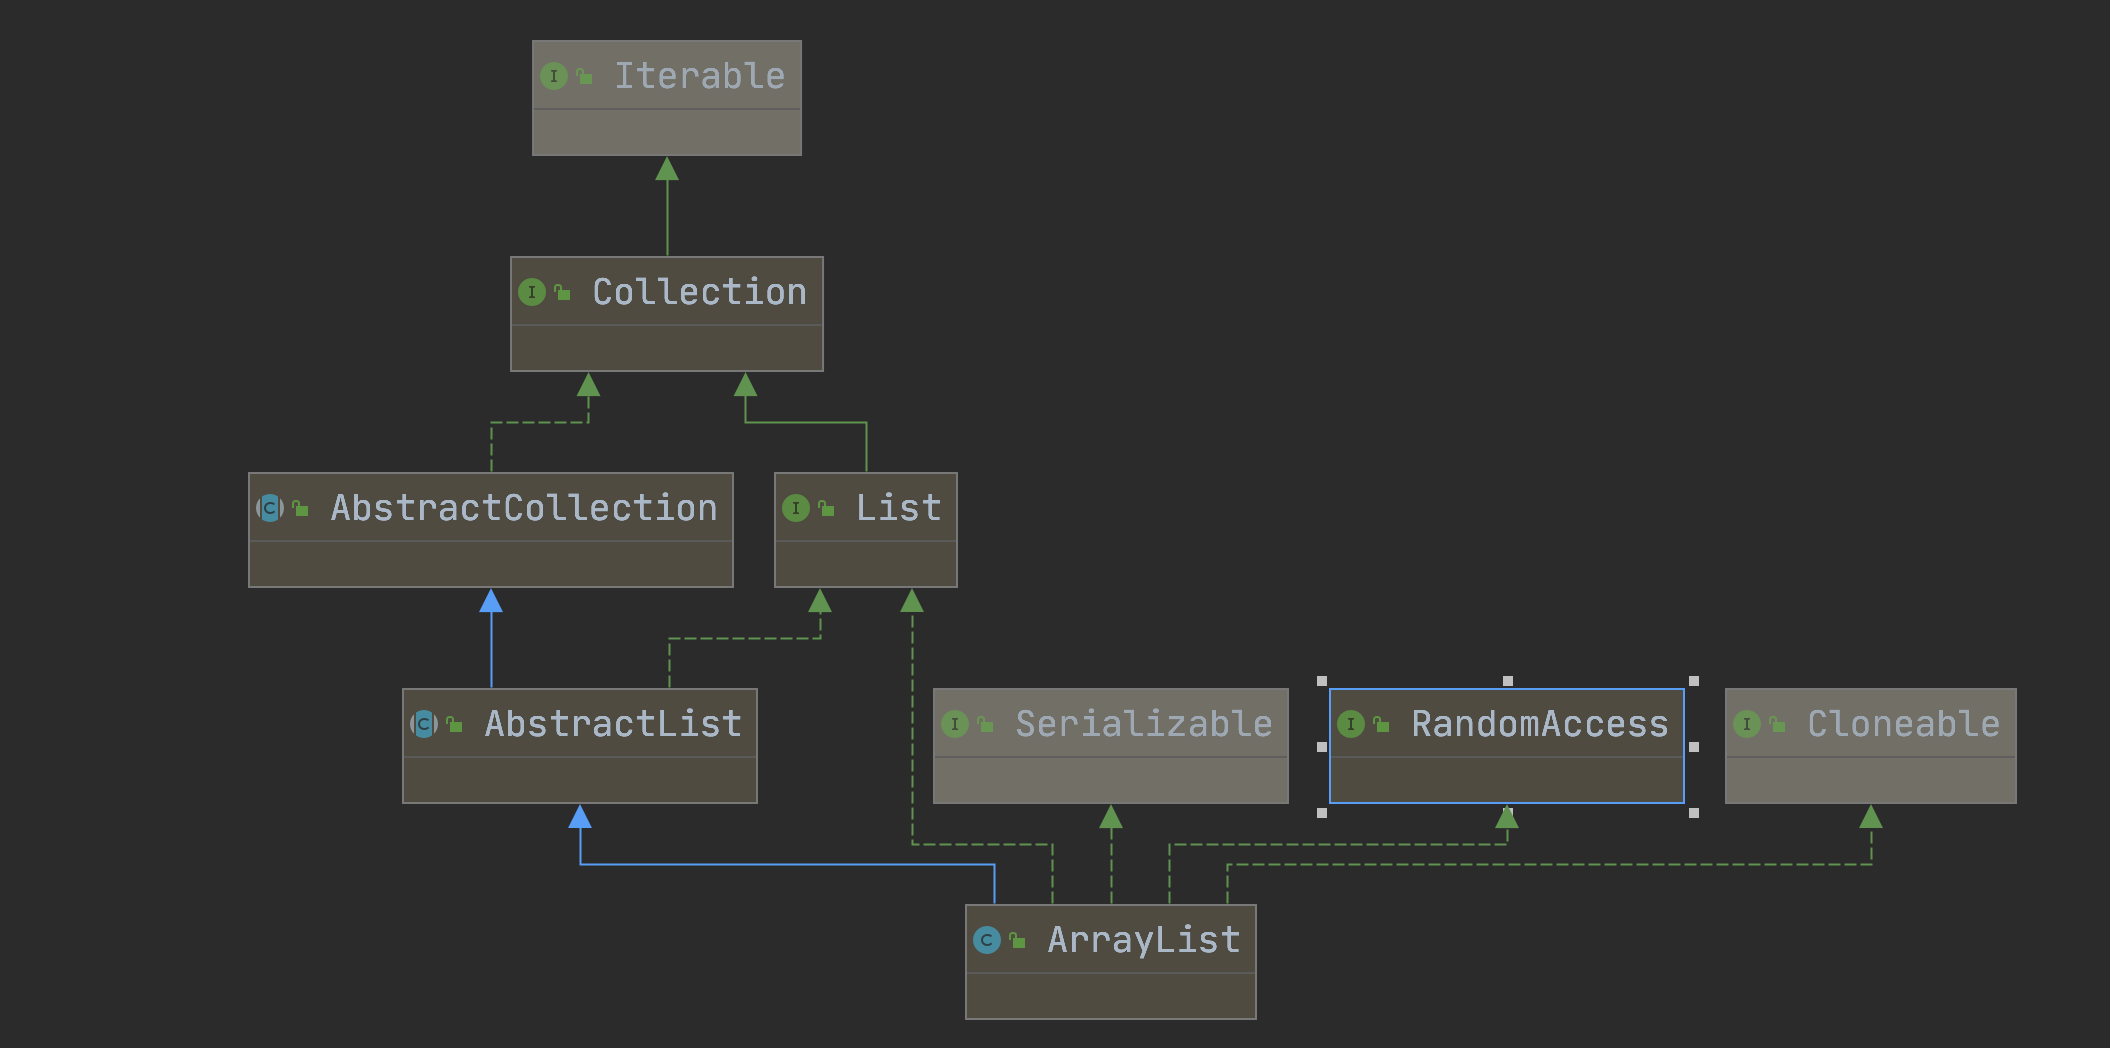 I Iterable
I Collection
C AbstractCollection
I List
C AbstractList
I Serializable
I RandomAccess
I Cloneable
C ArrayList